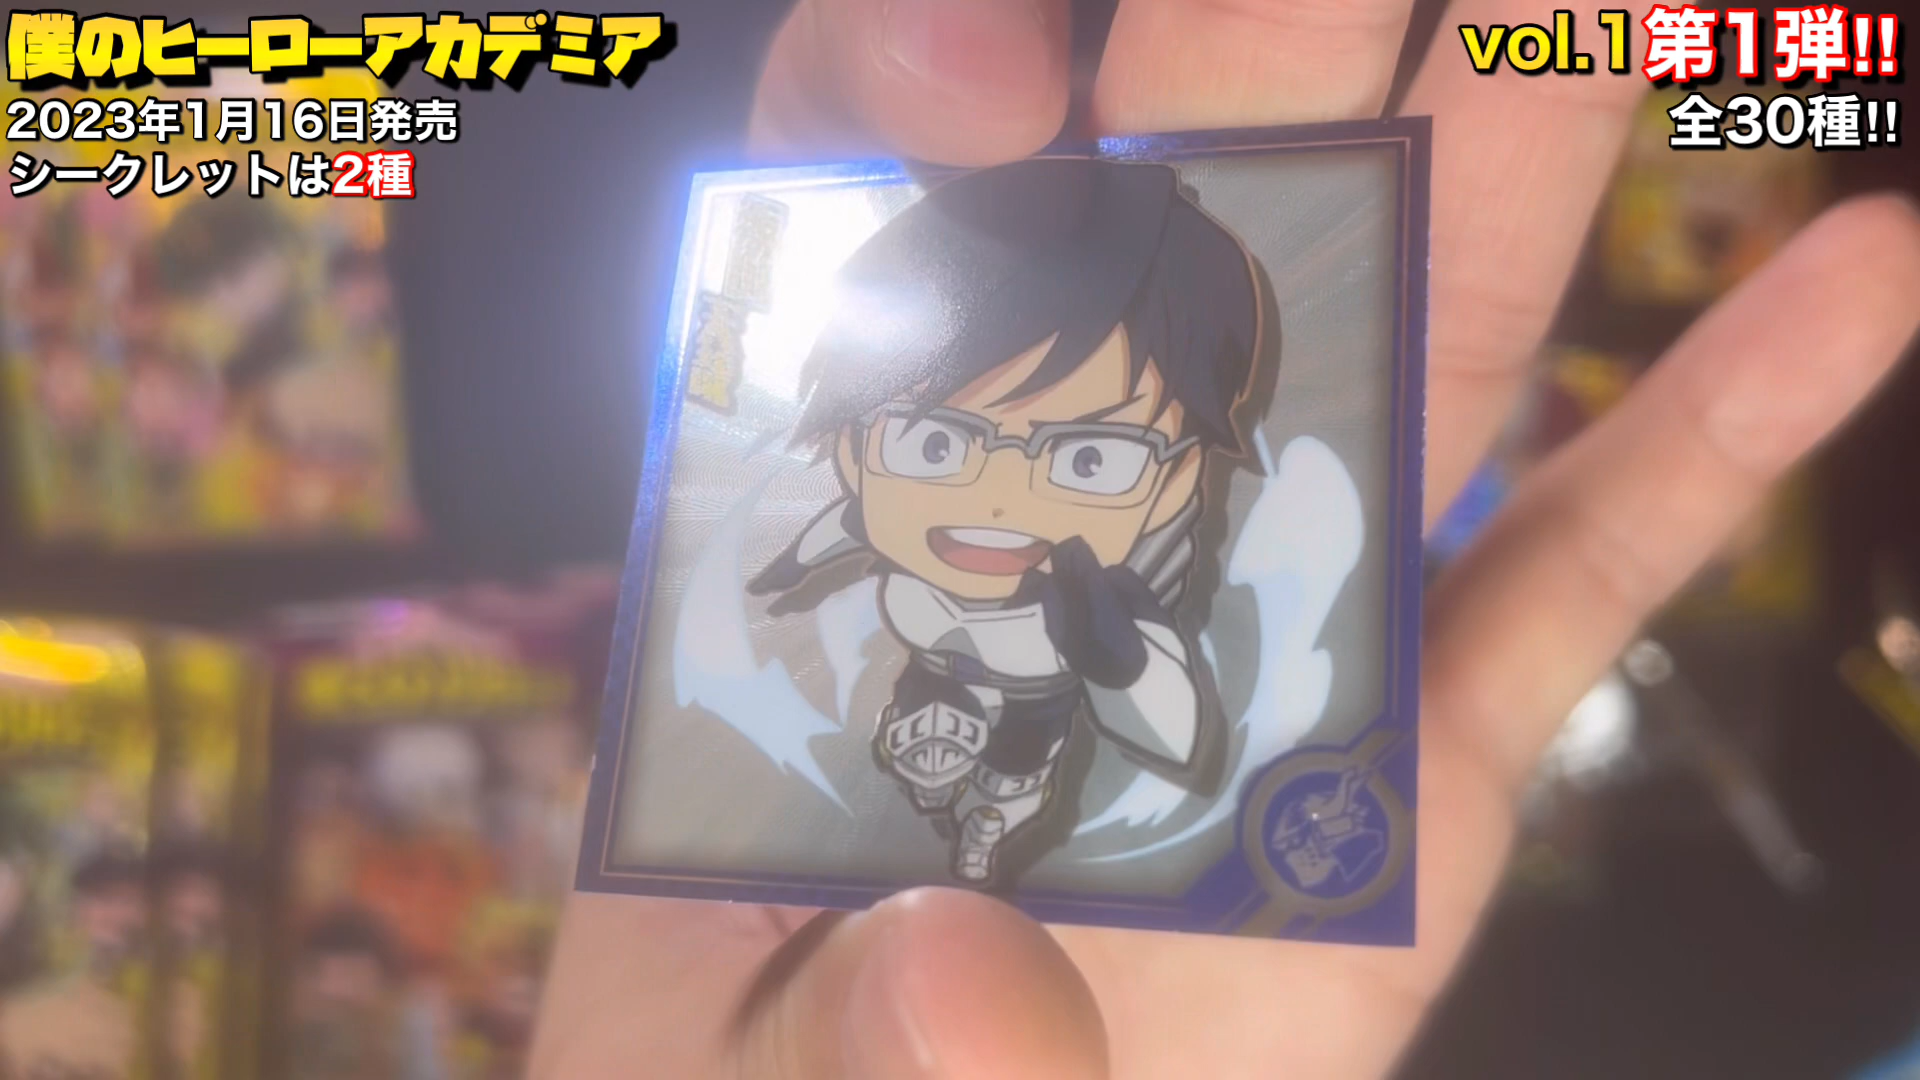 僕のヒーローアカデミア
2023年1月16日発売
シークレットは2種
vol.1 第1弾!!
全30種!!